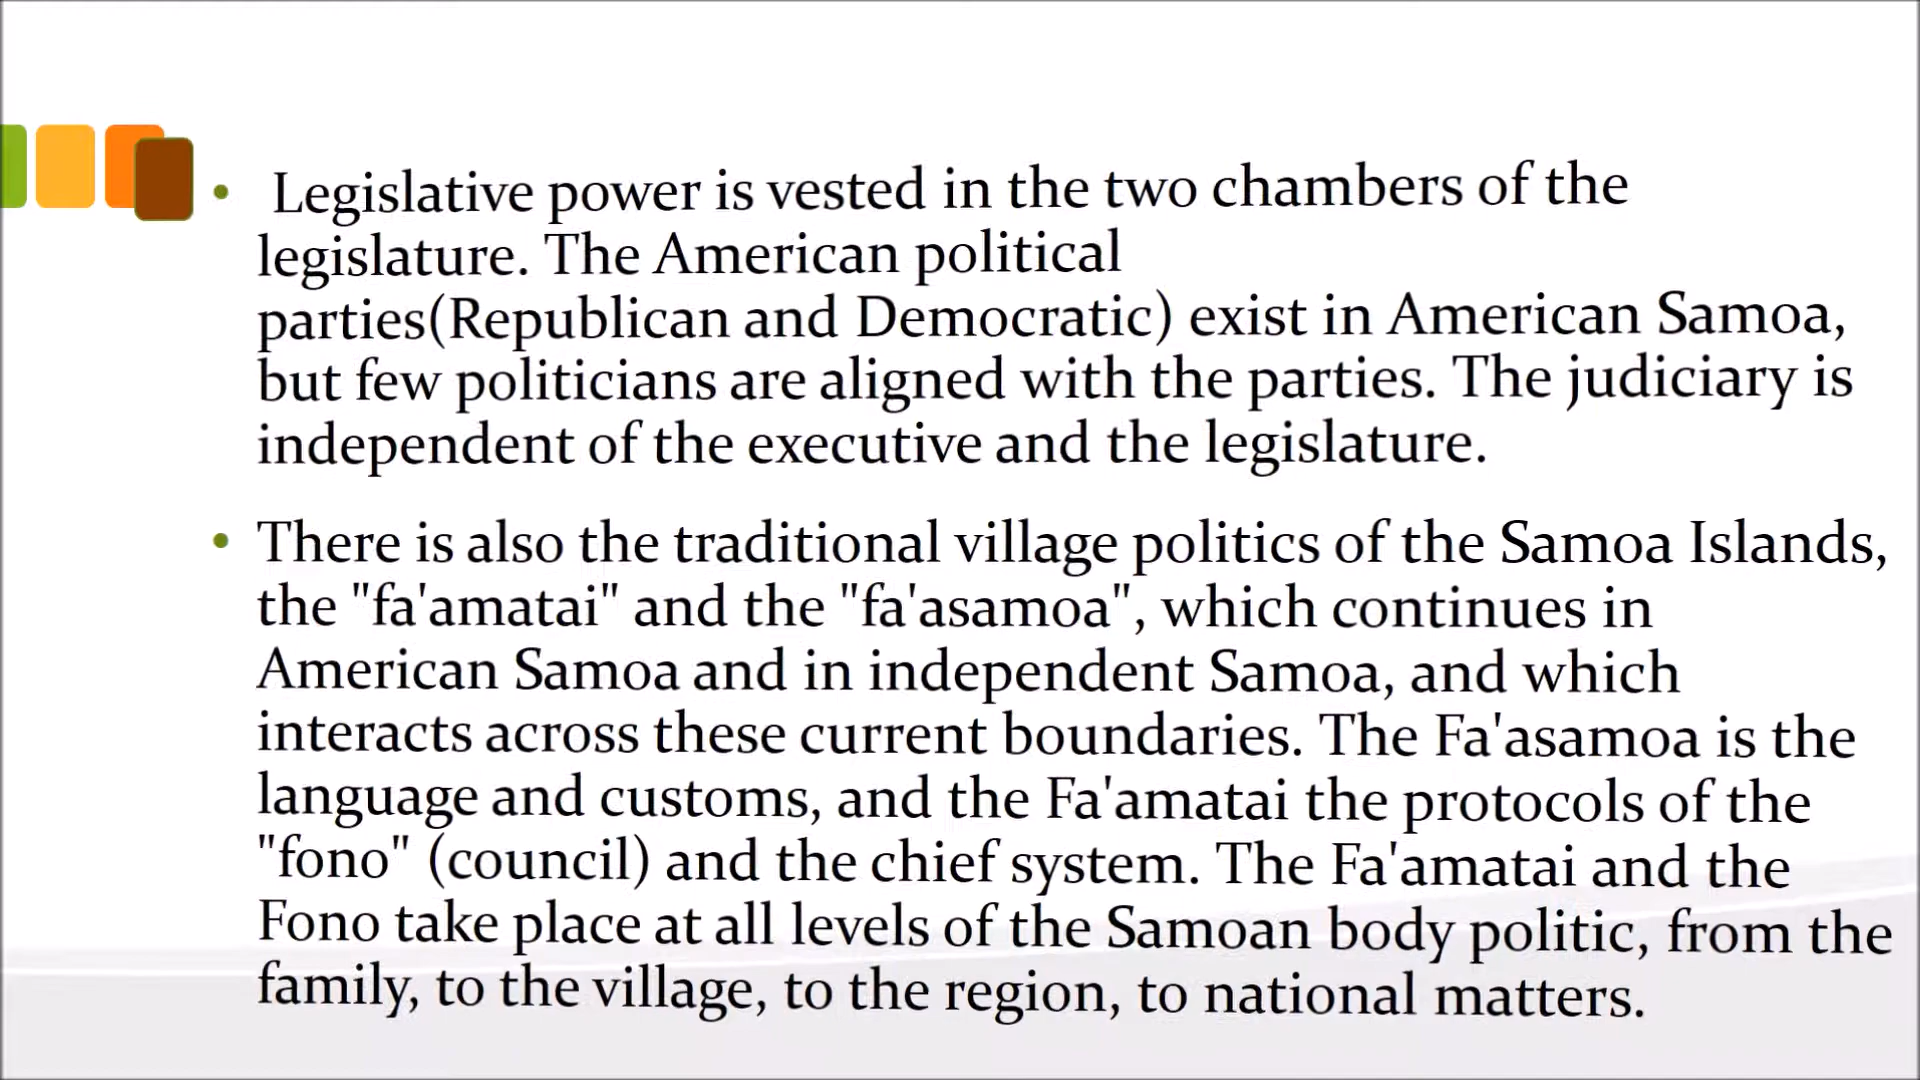 • Legislative power is vested in the two chambers of the
legislature. The American political
parties(Republican and Democratic) exist in American Samoa,
but few politicians are aligned with the parties. The judiciary is
independent of the executive and the legislature.
• There is also the traditional village politics of the Samoa Islands,
the "fa'amatai" and the "fa'asamoa", which continues in
American Samoa and in independent Samoa, and which
interacts across these current boundaries. The Fa'asamoa is the
language and customs, and the Fa'amatai the protocols of the
"fono" (council) and the chief system. The Fa'amatai and the
Fono take place at all levels of the Samoan body politic, from the
family, to the village, to the region, to national matters.